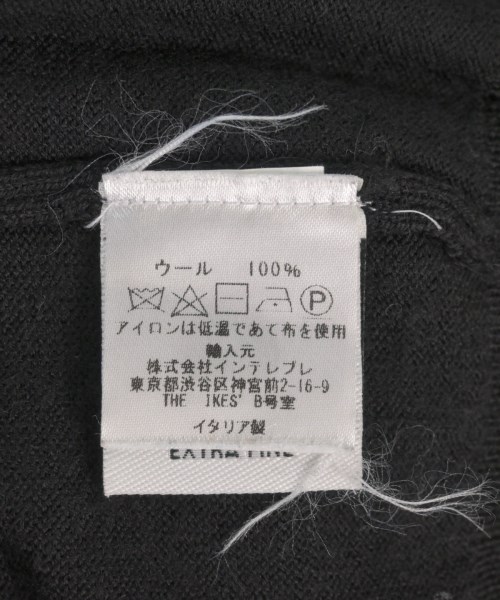 ウール 100%
P
アイロンは低温であて布を使用
輸入元
株式会社インテレプレ
東京都渋谷区神宮前2-16-9
THE IKES' B号室
イタリア製
EXTRA FINE